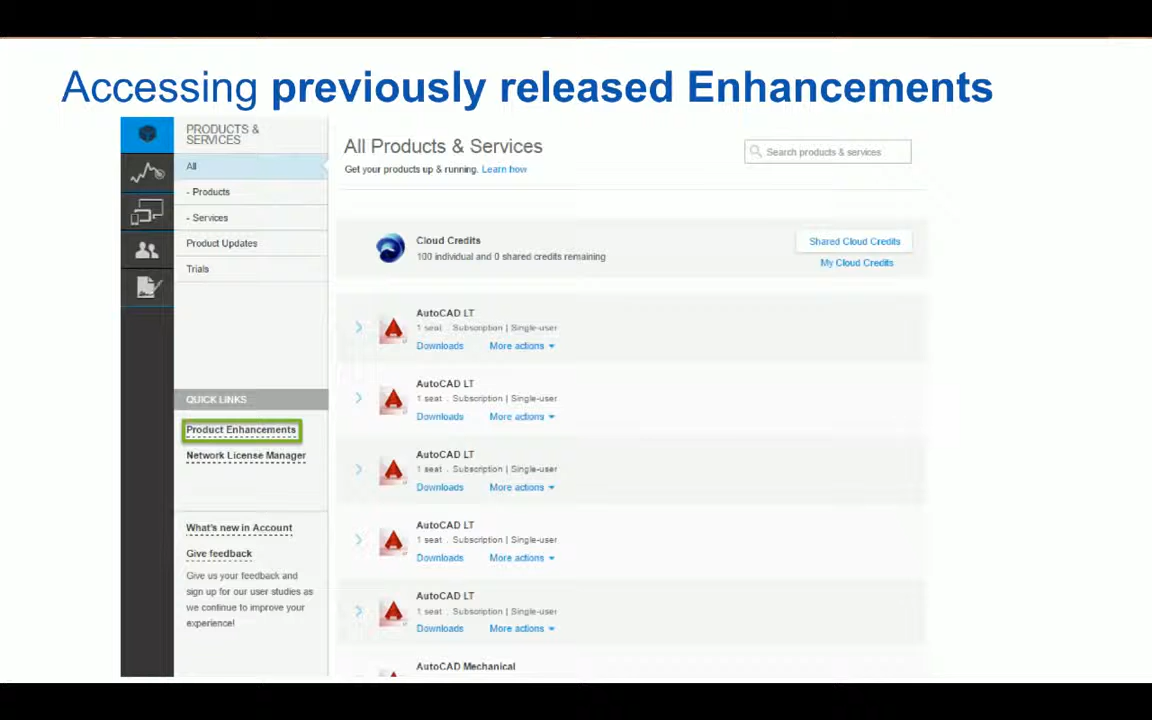 Accessing previously released Enhancements
PRODUCTS &
SERVICES
All
- Products
- Services
Product Updates
Trials
QUICK LINKS
Product Enhancements
Network License Manager
What's new in Account
Give feedback
Give us your feedback and
sign up for our user studies as
we continue to improve your
experience!
All Products & Services
Get your products up & running. Learn how
Search products & services
Cloud Credits
100 individual and 0 shared credits remaining
Shared Cloud Credits
My Cloud Credits
AutoCAD LT
1 seat . Subscription | Single-user
Downloads More actions
AutoCAD LT
1 seat . Subscription | Single-user
Downloads More actions
AutoCAD LT
1 seat . Subscription | Single-user
Downloads More actions
AutoCAD LT
1 seat . Subscription | Single-user
Downloads More actions
AutoCAD LT
1 seat . Subscription | Single-user
Downloads More actions
AutoCAD Mechanical